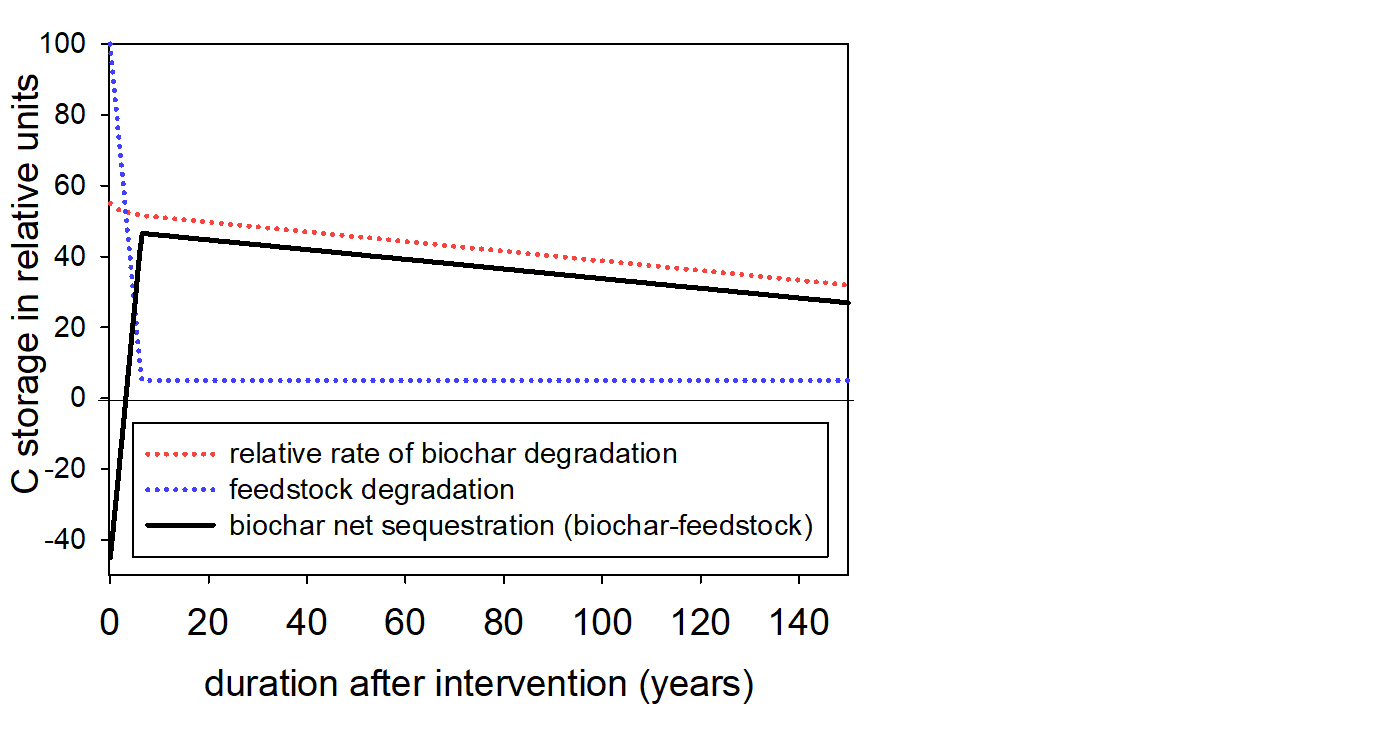 C storage in relative units
100
80
60
40
20
0
-20
-40
relative rate of biochar degradation
feedstock degradation
biochar net sequestration (biochar-feedstock)
0 20 40 60 80 100 120 140
duration after intervention (years)